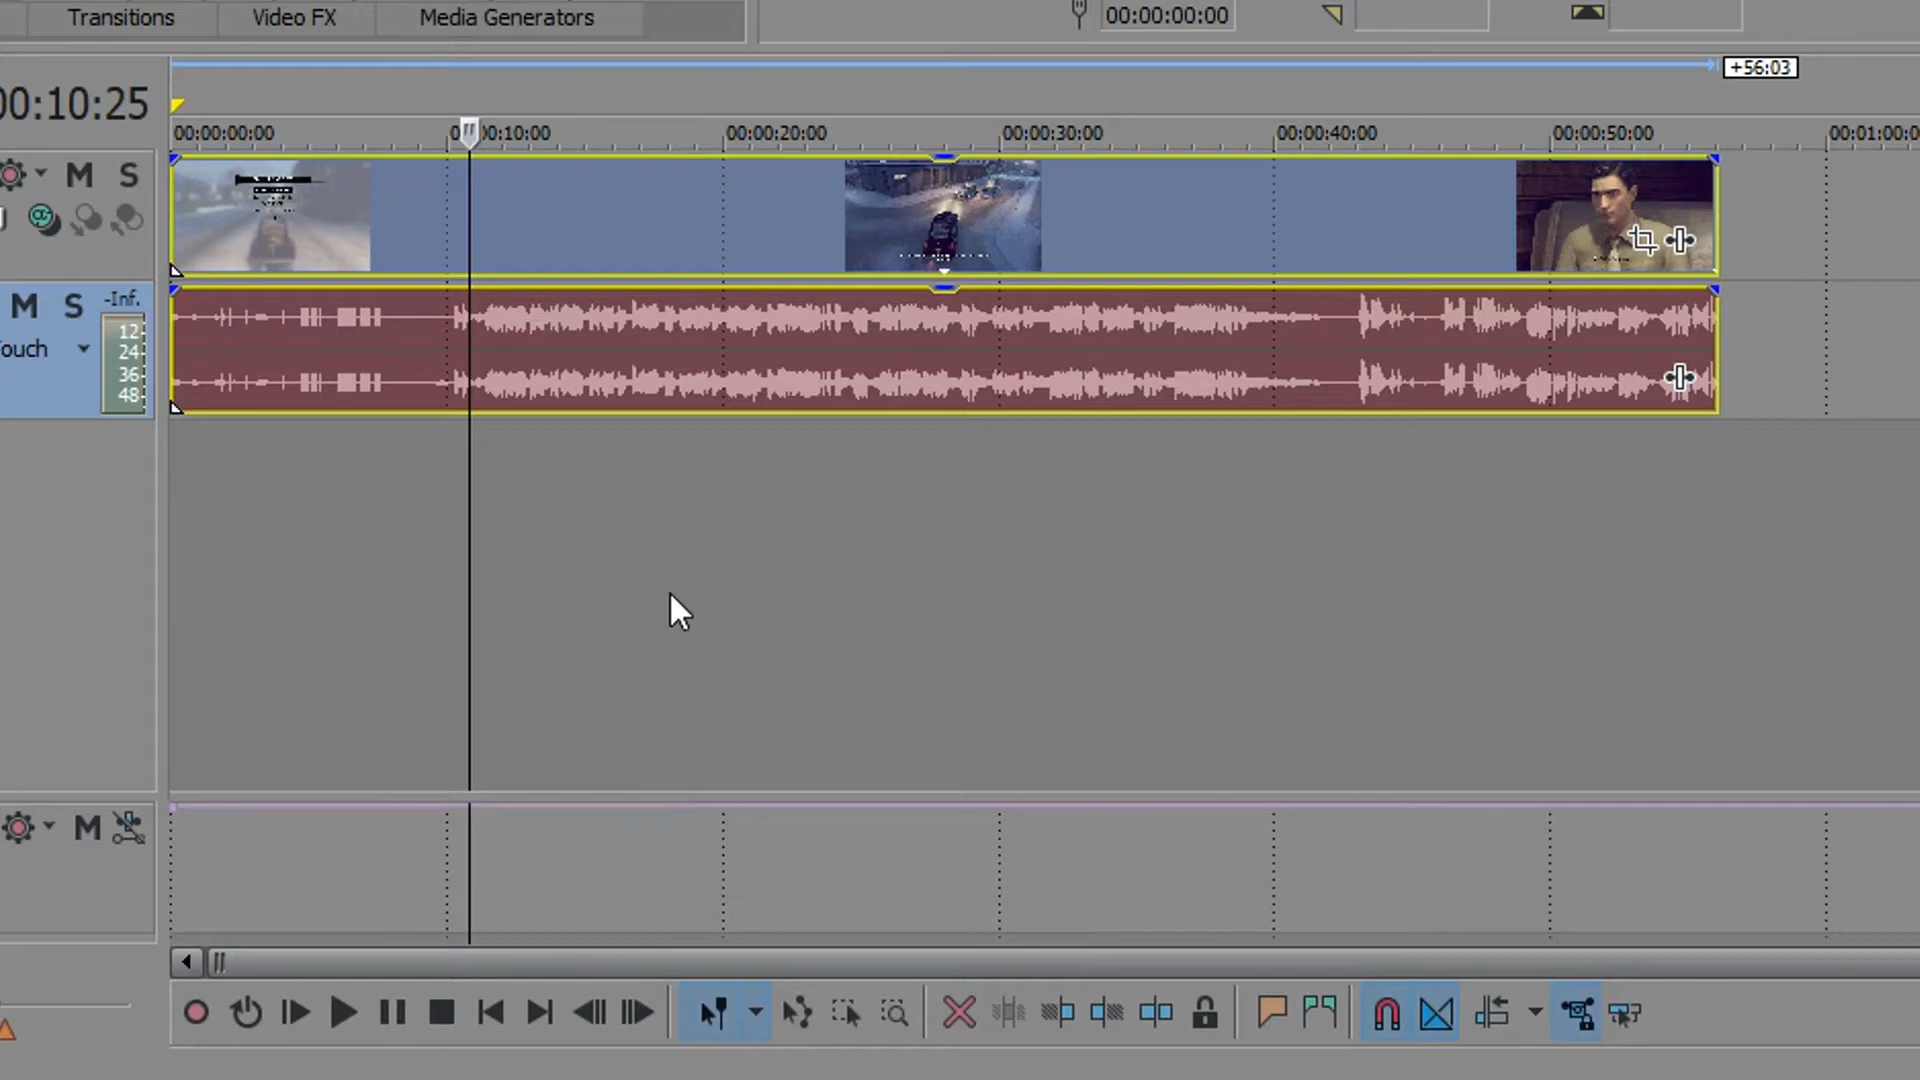 Transitions Video FX Media Generators 00:00:00:00
+56:03
00:10:25
00:00:00:00 0:10:00 00:00:20:00 00:00:30:00 00:00:40:00 00:00:50:00 00:01:00:0
M S
M S -Inf.
12
ouch 24
36
48
M